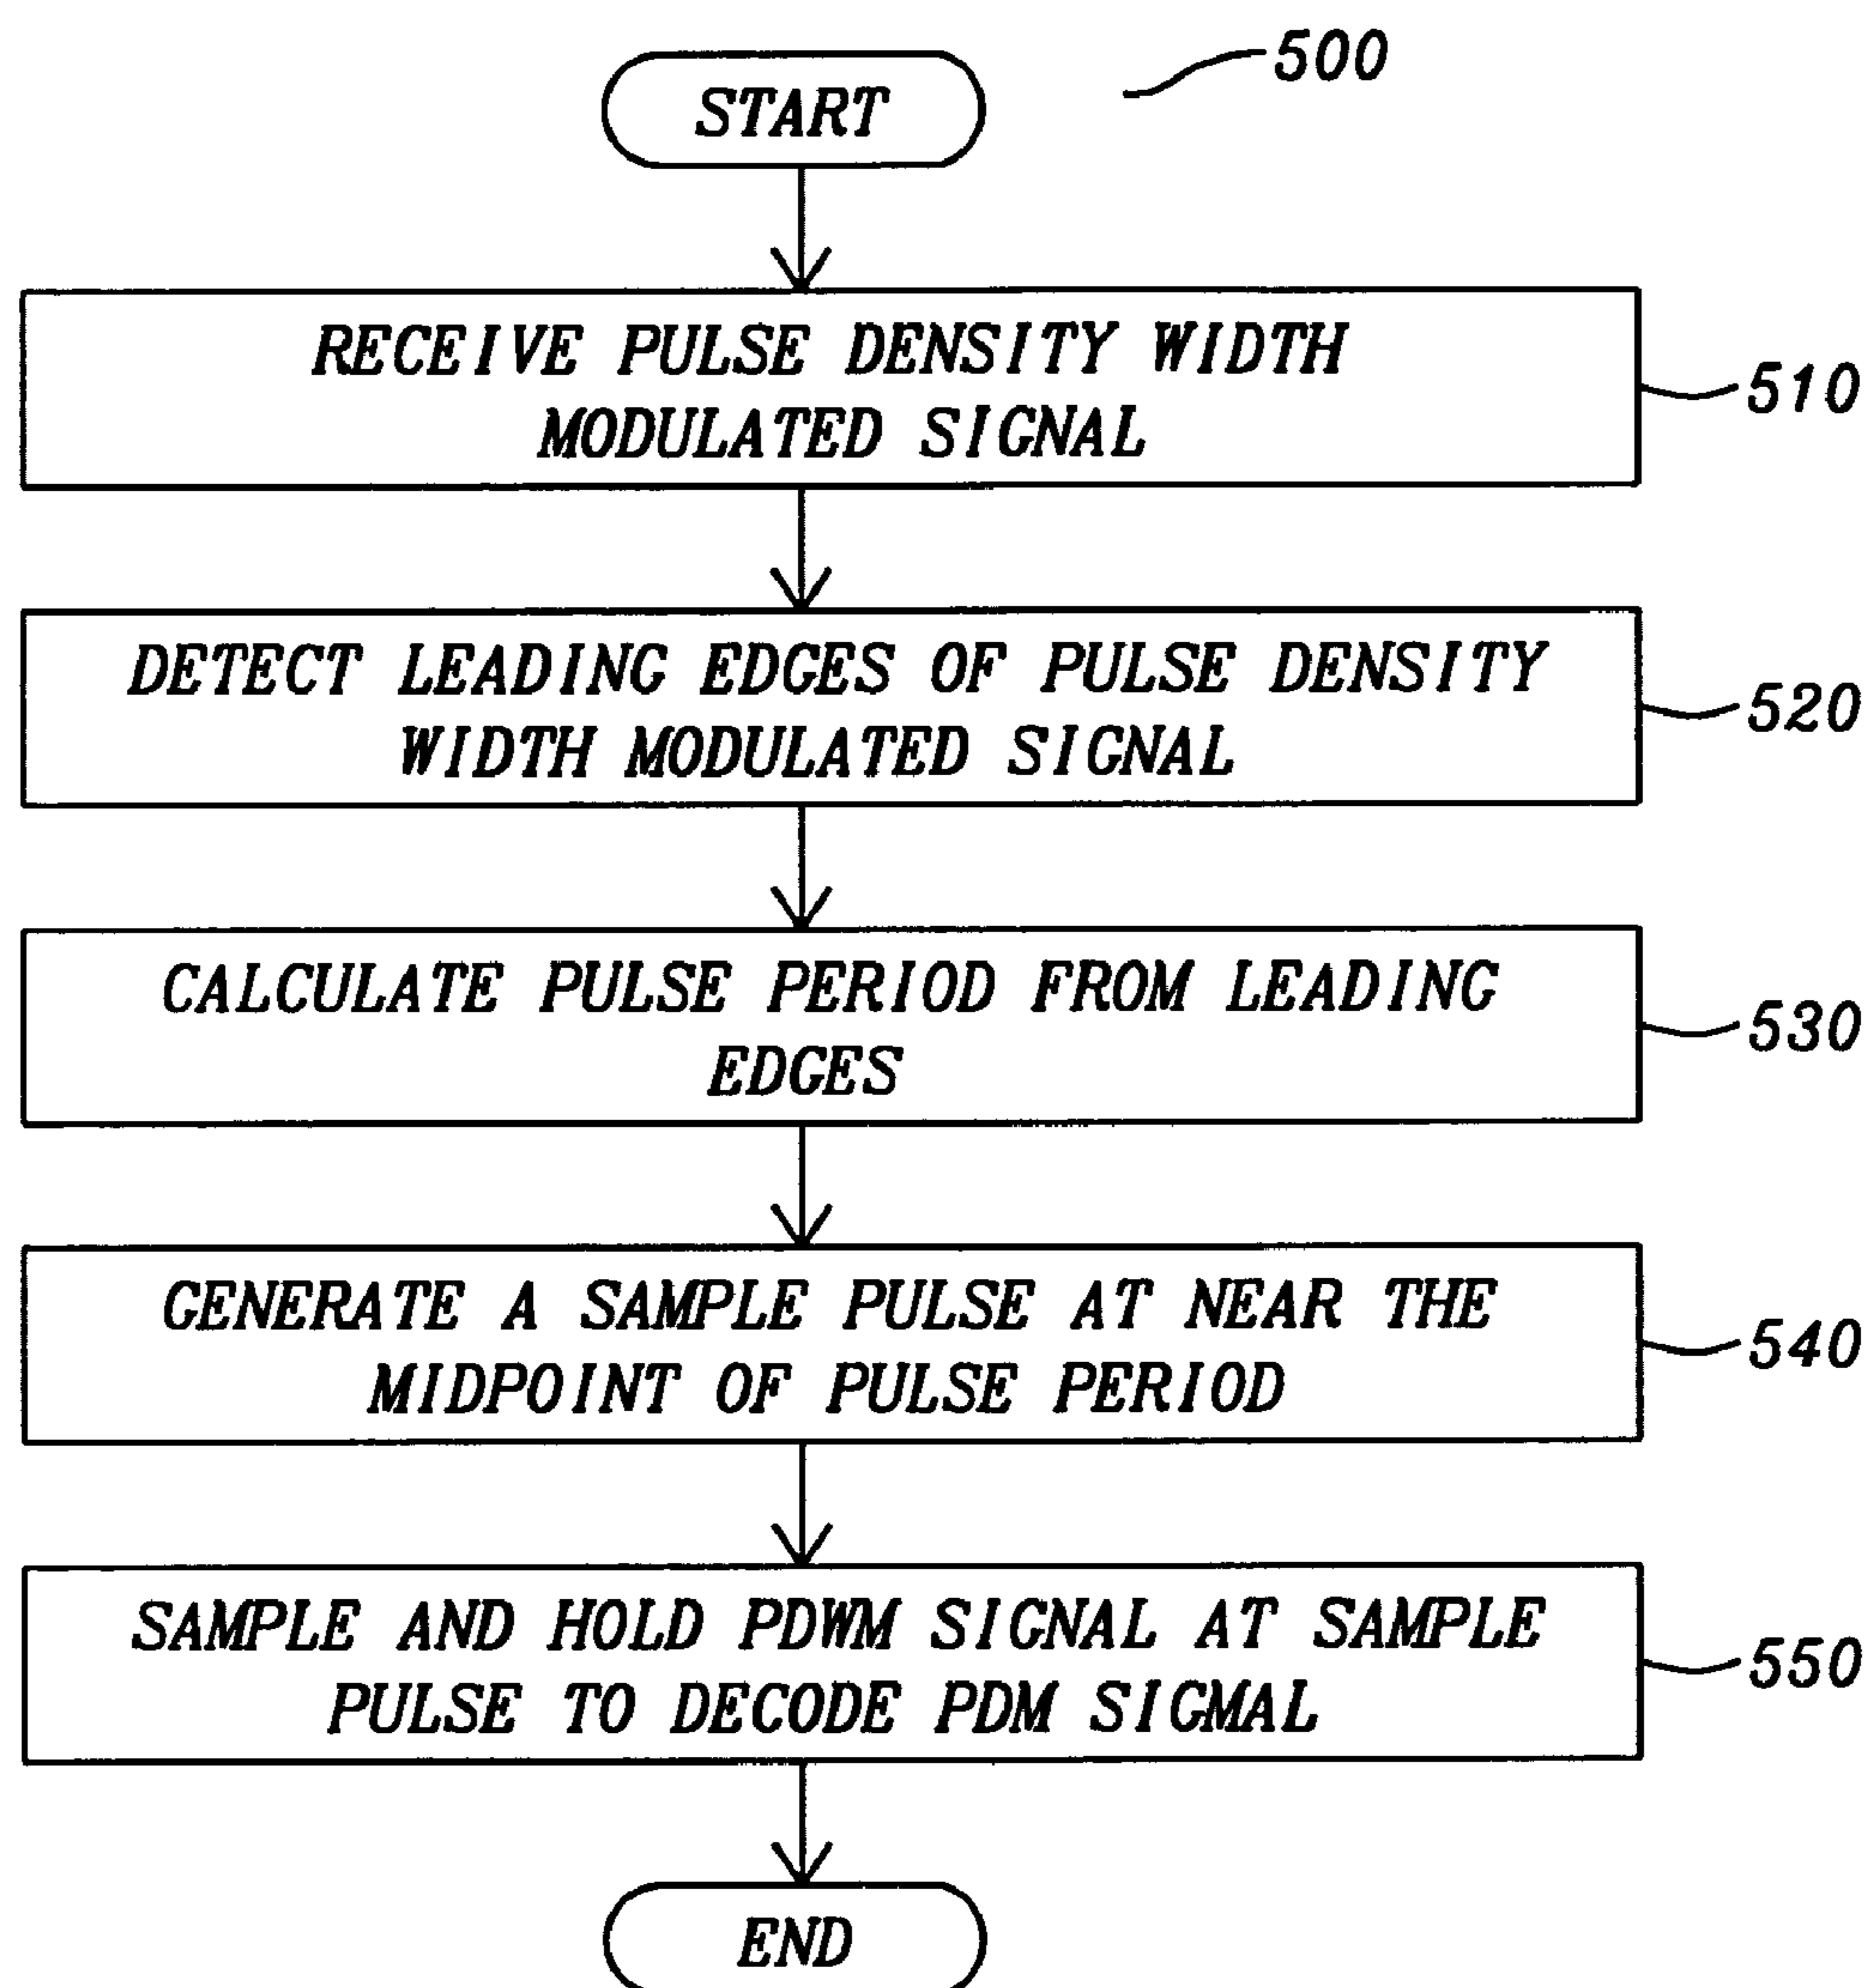 500
START
RECEIVE PULSE DENSITY WIDTH
MODULATED SIGNAL
510
DETECT LEADING EDGES OF PULSE DENSITY
WIDTH MODULATED SIGNAL
520
CALCULATE PULSE PERIOD FROM LEADING
EDGES
530
GENERATE A SAMPLE PULSE AT NEAR THE
MIDPOINT OF PULSE PERIOD
540
SAMPLE AND HOLD PDWM SIGNAL AT SAMPLE
PULSE TO DECODE PDM SIGMAL
550
END